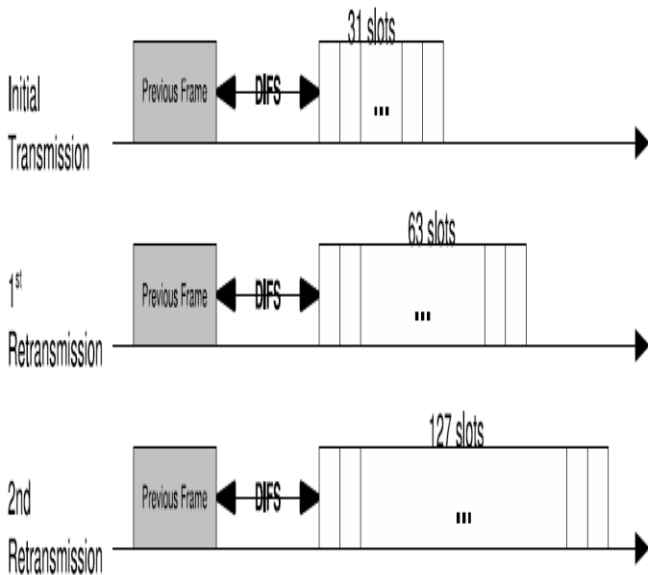 31 slots
Initial
Transmission
Previous Frame
DIFS
...
63 slots
1st
Retransmission
Previous Frame
DIFS
...
127 slots
2nd
Retransmission
Previous Frame
DIFS
...